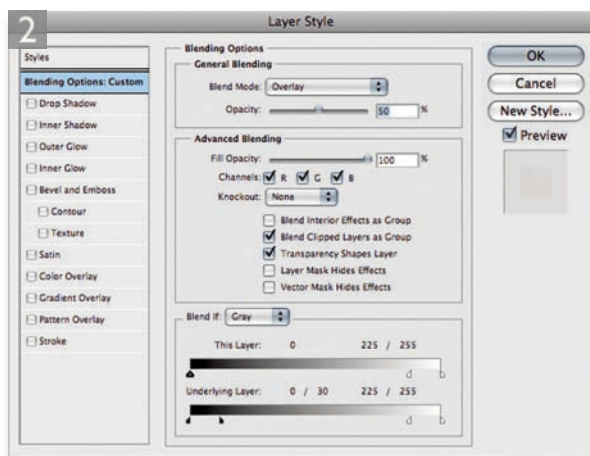 2
Layer Style
Styles
Blending Options: Custom
Drop Shadow
Inner Shadow
Outer Glow
Inner Glow
Bevel and Emboss
Contour
Texture
Satin
Color Overlay
Gradient Overlay
Pattern Overlay
Stroke
Blending Options
General Blending
Blend Mode: Overlay
Opacity: 50 %
Advanced Blending
Fill Opacity: 100 %
Channels: R G B
Knockout: None
Blend Interior Effects as Group
Blend Clipped Layers as Group
Transparency Shapes Layer
Layer Mask Hides Effects
Vector Mask Hides Effects
Blend If: Gray
This Layer: 0 225 / 255
Underlying Layer: 0 / 30 225 / 255
OK
Cancel
New Style...
Preview